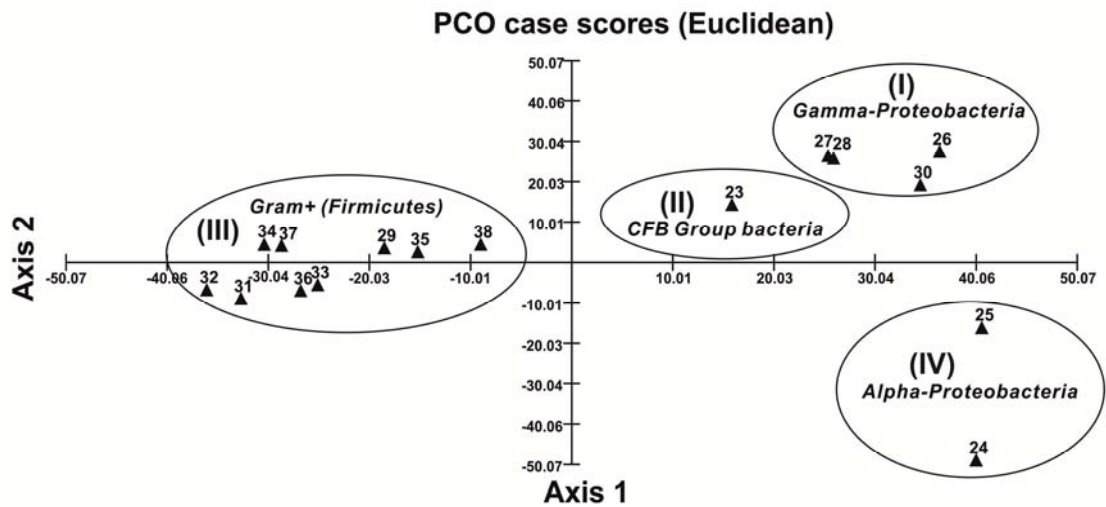 PCO case scores (Euclidean)
50.07
40.06
30.04
20.03
10.01
-10.01
-20.03
-30.04
-40.06
-50.07
Axis 2
-50.07 -40.06 -30.04 -20.03 -10.01 10.01 20.03 30.04 40.06 50.07
Axis 1
(I)
Gamma-Proteobacteria
27 28 26
30
(II)
23
CFB Group bacteria
(III)
Gram+ (Firmicutes)
34 37 29 35 38
32 31 36 33
(IV)
25
Alpha-Proteobacteria
24